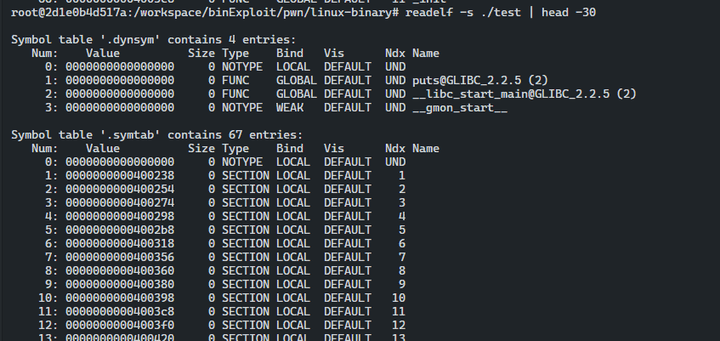 root@2d1e0b4d517a:/workspace/binExploit/pwn/linux-binary# readelf -s ./test | head -30
Symbol table '.dynsym' contains 4 entries:
   Num:    Value          Size Type    Bind   Vis      Ndx Name
     0: 0000000000000000     0 NOTYPE  LOCAL  DEFAULT  UND
     1: 0000000000000000     0 FUNC    GLOBAL DEFAULT  UND puts@GLIBC_2.2.5 (2)
     2: 0000000000000000     0 FUNC    GLOBAL DEFAULT  UND __libc_start_main@GLIBC_2.2.5 (2)
     3: 0000000000000000     0 NOTYPE  WEAK   DEFAULT  UND __gmon_start__
Symbol table '.symtab' contains 67 entries:
   Num:    Value          Size Type    Bind   Vis      Ndx Name
     0: 0000000000000000     0 NOTYPE  LOCAL  DEFAULT  UND
     1: 0000000000400238     0 SECTION LOCAL  DEFAULT    1
     2: 0000000000400254     0 SECTION LOCAL  DEFAULT    2
     3: 0000000000400274     0 SECTION LOCAL  DEFAULT    3
     4: 0000000000400298     0 SECTION LOCAL  DEFAULT    4
     5: 00000000004002b8     0 SECTION LOCAL  DEFAULT    5
     6: 0000000000400318     0 SECTION LOCAL  DEFAULT    6
     7: 0000000000400356     0 SECTION LOCAL  DEFAULT    7
     8: 0000000000400360     0 SECTION LOCAL  DEFAULT    8
     9: 0000000000400380     0 SECTION LOCAL  DEFAULT    9
    10: 0000000000400398     0 SECTION LOCAL  DEFAULT   10
    11: 00000000004003c8     0 SECTION LOCAL  DEFAULT   11
    12: 00000000004003f0     0 SECTION LOCAL  DEFAULT   12
    13: 0000000000400420     0 SECTION LOCAL  DEFAULT   13